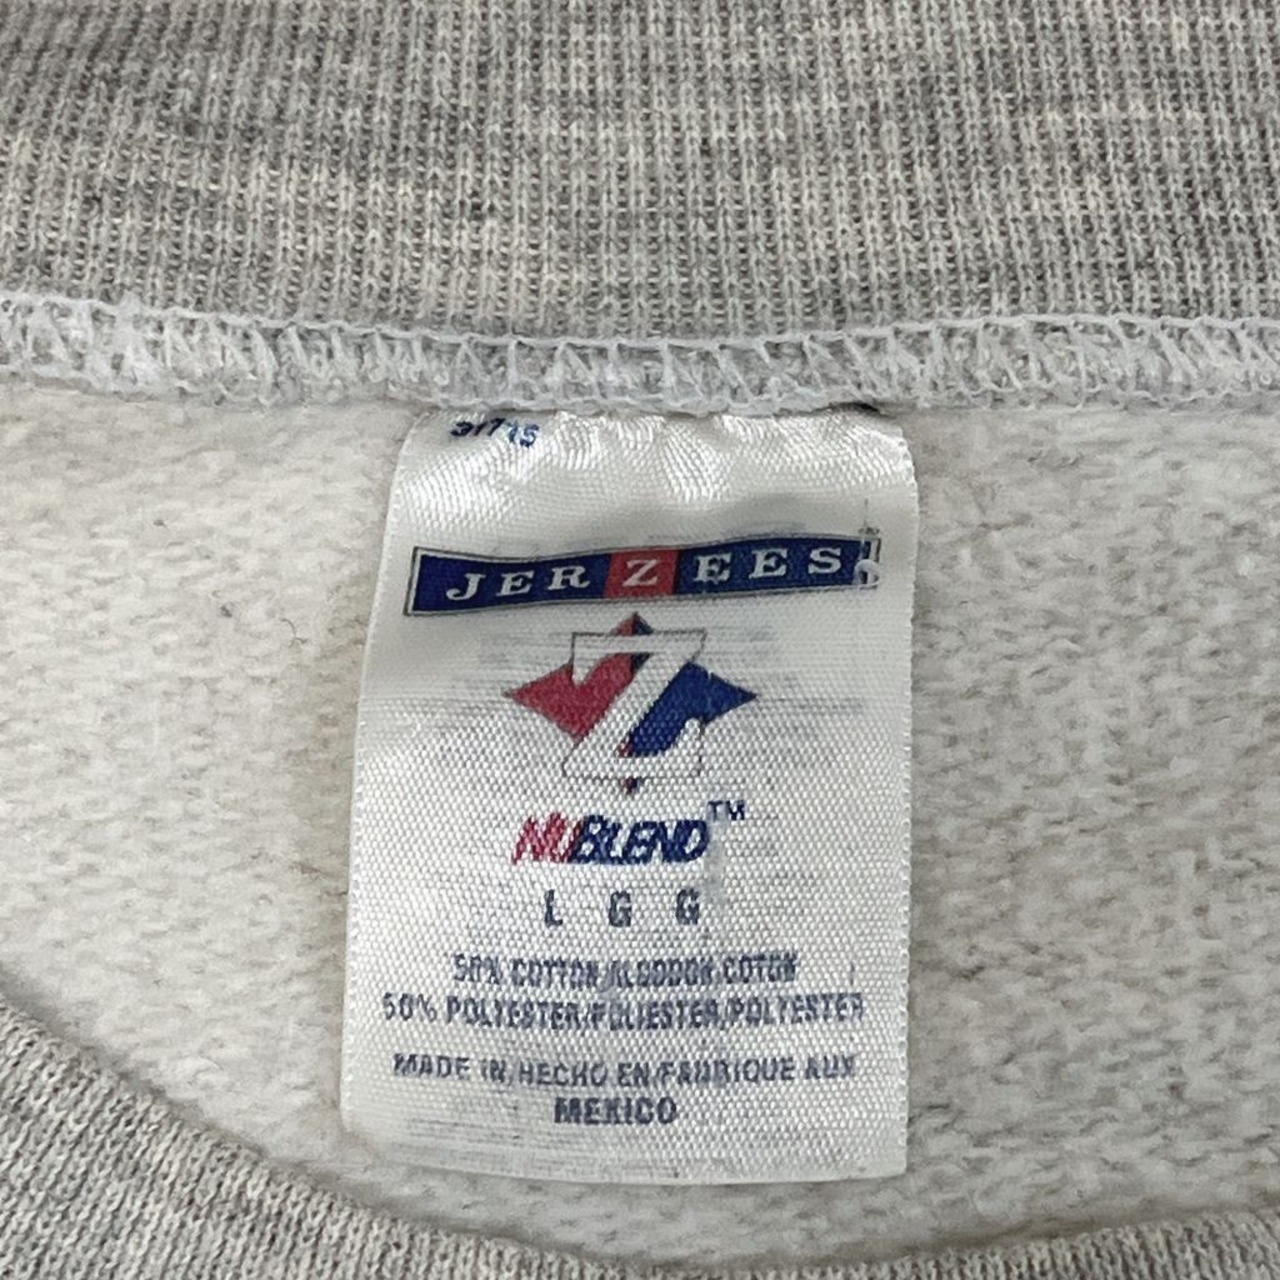 JERZEES
Z
NUBLEND™
L G G
50% COTTON/ALGODON/COTON
50% POLYESTER/POLIESTER/POLYESTER
MADE IN/HECHO EN/FABRIQUE AUX
MEXICO